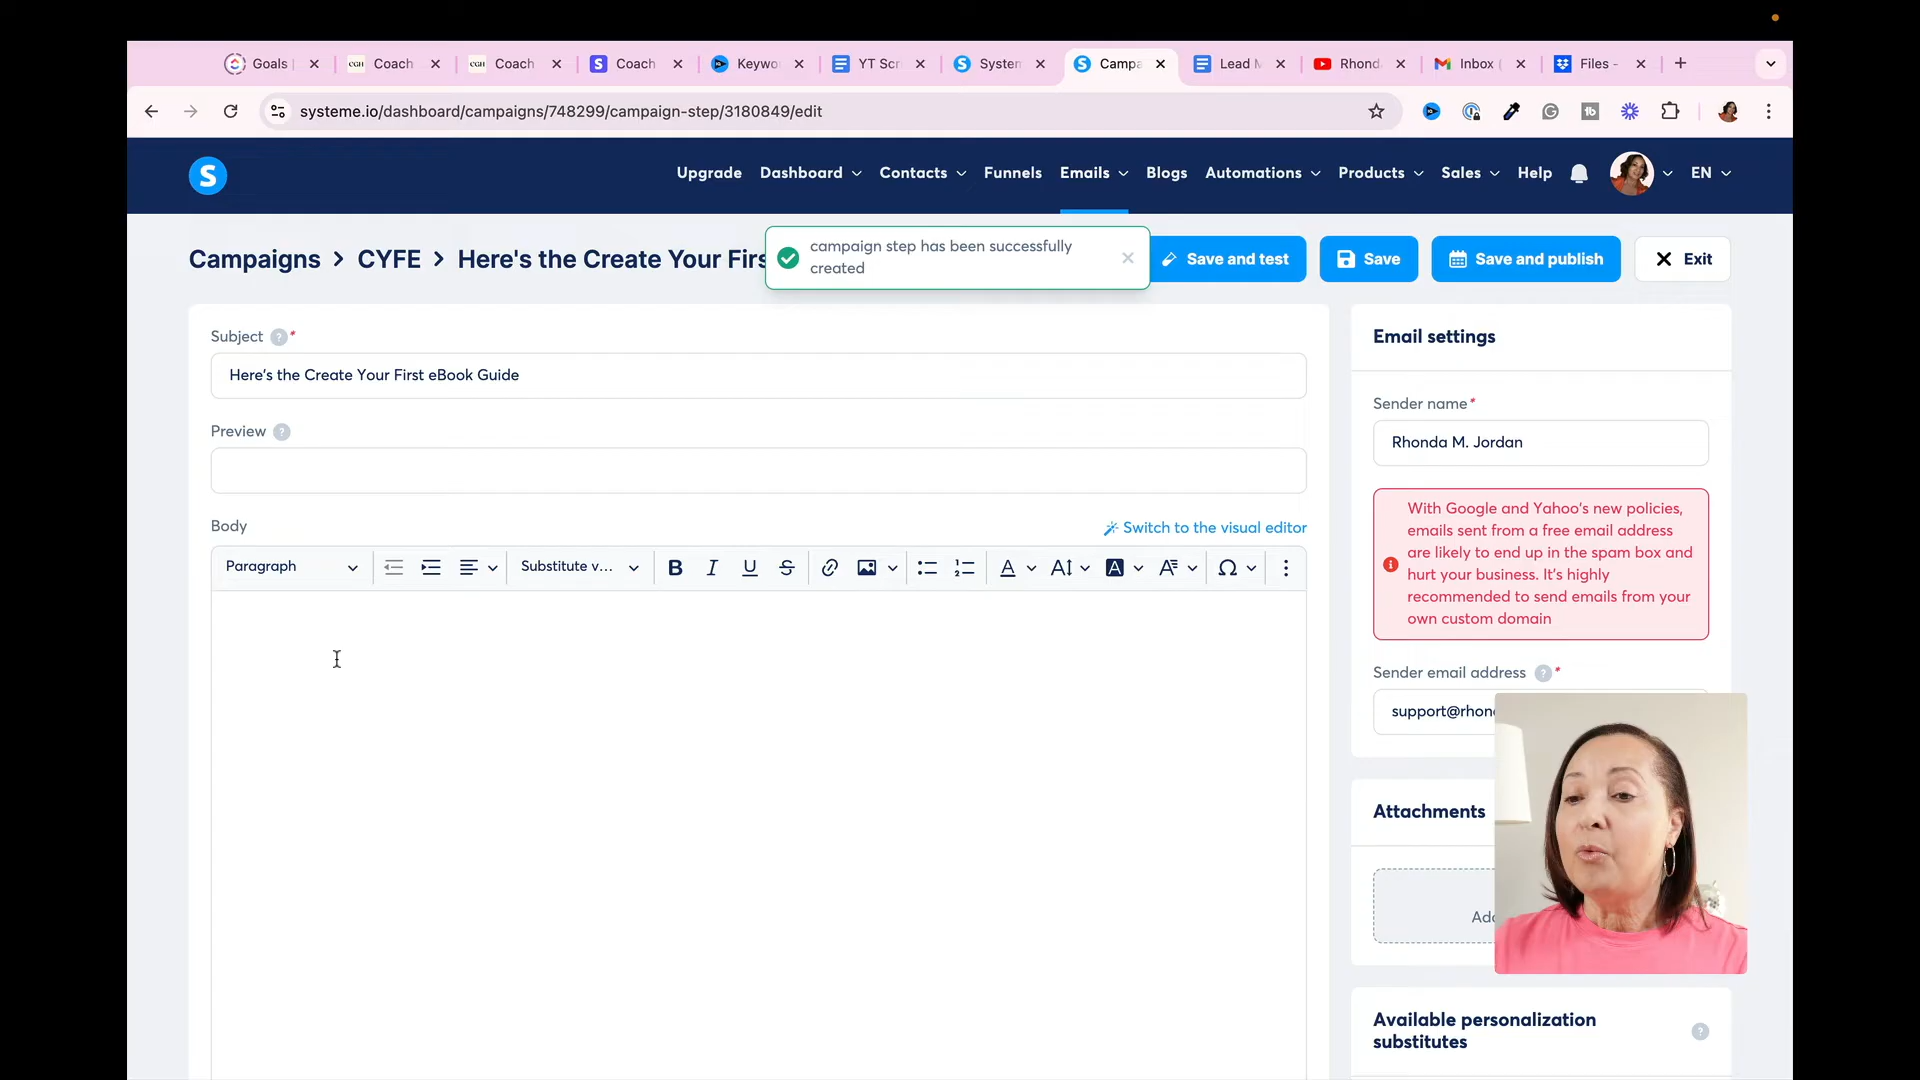 Goals
Coach
Coach
Coach
Keywo
YT Scr
System
Campa
Lead M
Rhond
Inbox
Files -
systeme.io/dashboard/campaigns/748299/campaign-step/3180849/edit
S
Upgrade
Dashboard
Contacts
Funnels
Emails
Blogs
Automations
Products
Sales
Help
EN
Campaigns > CYFE > Here's the Create Your Firs
campaign step has been successfully
created
Save and test
Save
Save and publish
Exit
Subject ? *
Here's the Create Your First eBook Guide
Preview ?
Body
Switch to the visual editor
Paragraph
Substitute v...
Email settings
Sender name*
Rhonda M. Jordan
With Google and Yahoo's new policies,
emails sent from a free email address
are likely to end up in the spam box and
hurt your business. It's highly
recommended to send emails from your
own custom domain
Sender email address ? *
support@rhon
Attachments
Add
Available personalization
substitutes
?